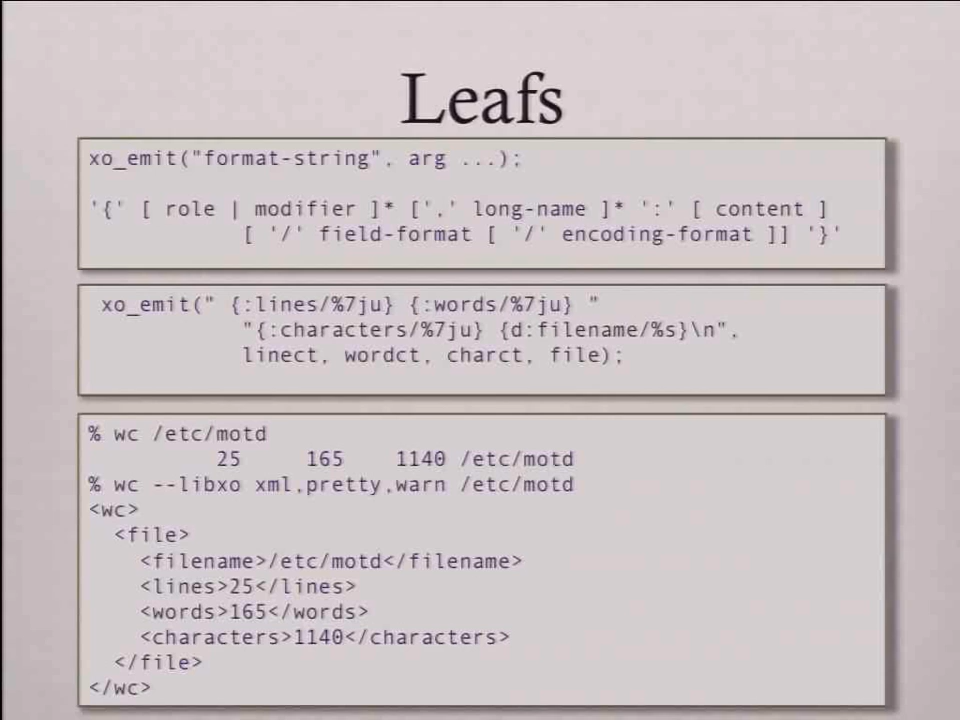 Leafs
xo_emit("format-string", arg ...);
'{' [ role | modifier ]* [',' long-name ]* ':' [ content ]
[ '/' field-format [ '/' encoding-format ]] '}'
xo_emit(" {:lines/%7ju} {:words/%7ju} "
"{:characters/%7ju} {d:filename/%s}\n",
linect, wordct, charct, file);
% wc /etc/motd
25 165 1140 /etc/motd
% wc --libxo xml,pretty,warn /etc/motd
<wc>
<file>
<filename>/etc/motd</filename>
<lines>25</lines>
<words>165</words>
<characters>1140</characters>
</file>
</wc>